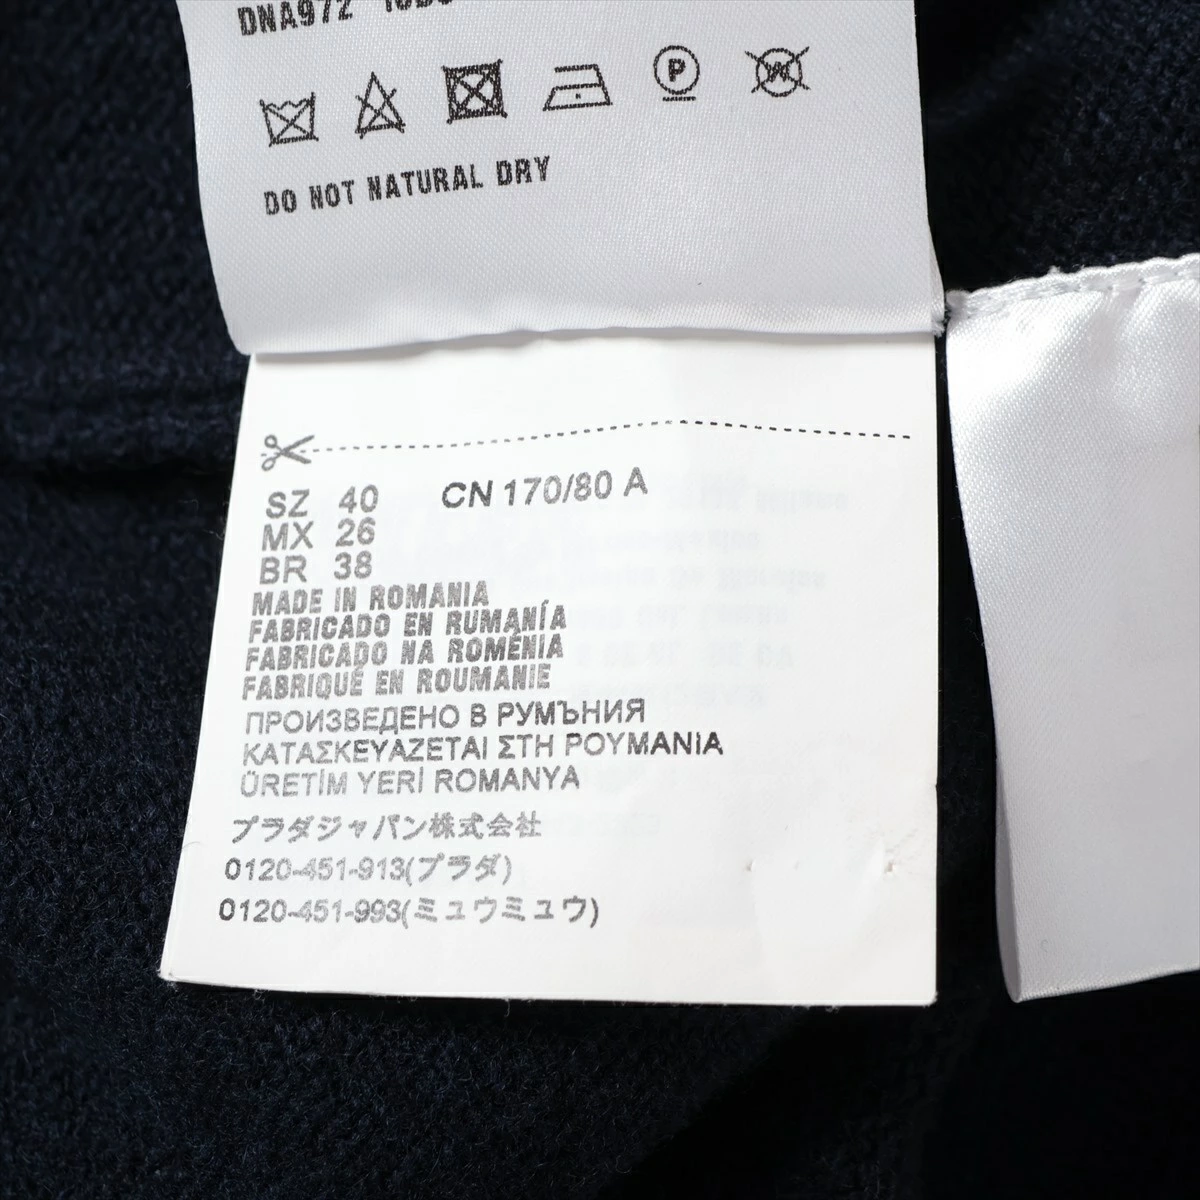 DNA972
DO NOT NATURAL DRY
SZ 40 CN 170/80 A
MX 26
BR 38
MADE IN ROMANIA
FABRICADO EN RUMANÍA
FABRICADO NA ROMÉNIA
FABRIQUÉ EN ROUMANIE
ПРОИЗВЕДЕНО В РУМЪНИЯ
ΚΑΤΑΣΚΕΥΑΖΕΤΑΙ ΣΤΗ ΡΟΥΜΑΝΙΑ
ÜRETİM YERİ ROMANYA
プラダジャパン株式会社
0120-451-913(プラダ)
0120-451-993(ミュウミュウ)